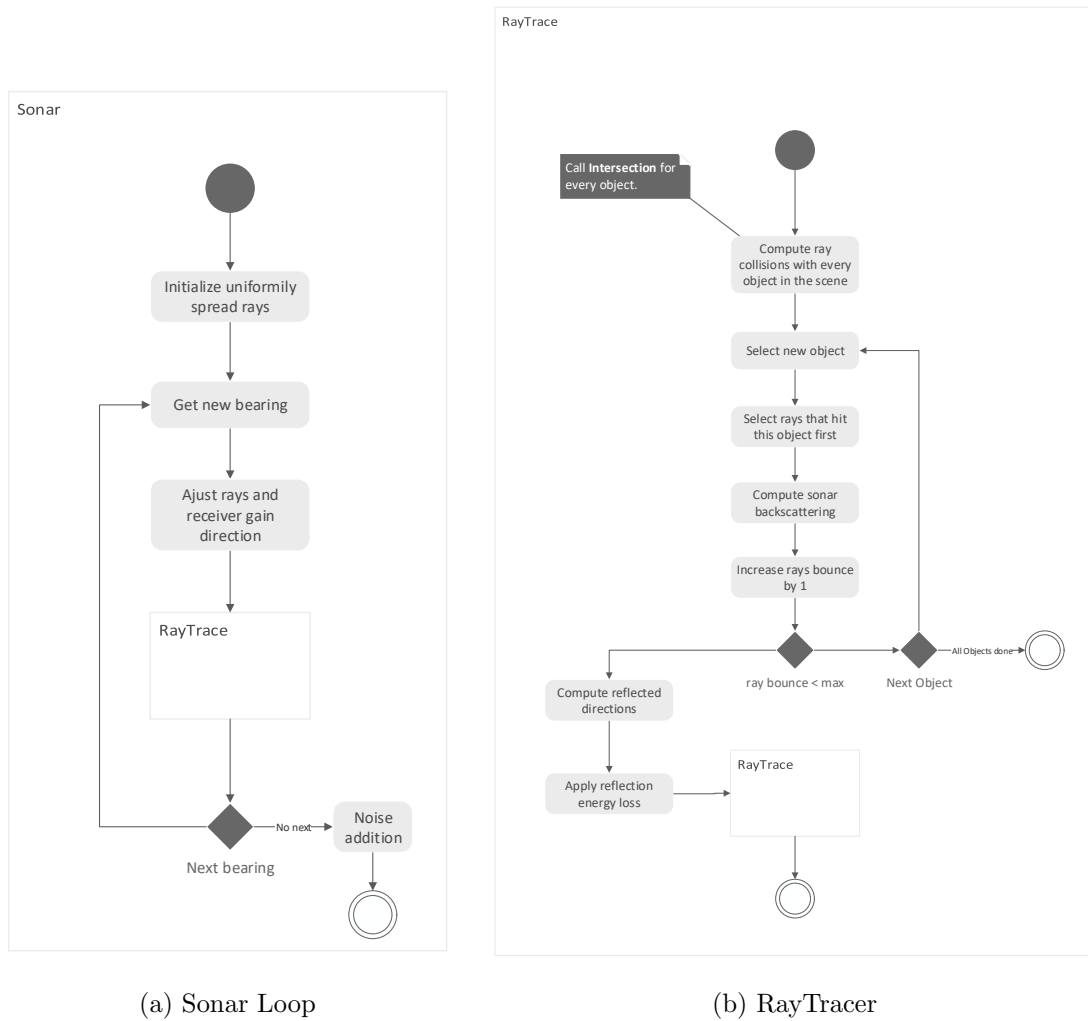 Sonar
Initialize uniformily
spread rays
Get new bearing
Ajust rays and
receiver gain
direction
RayTrace
Next bearing
No next
Noise
addition
(a) Sonar Loop
RayTrace
Call Intersection for
every object.
Compute ray
collisions with every
object in the scene
Select new object
Select rays that hit
this object first
Compute sonar
backscattering
Increase rays bounce
by 1
ray bounce < max
Next Object
All Objects done
Compute reflected
directions
Apply reflection
energy loss
RayTrace
(b) RayTracer